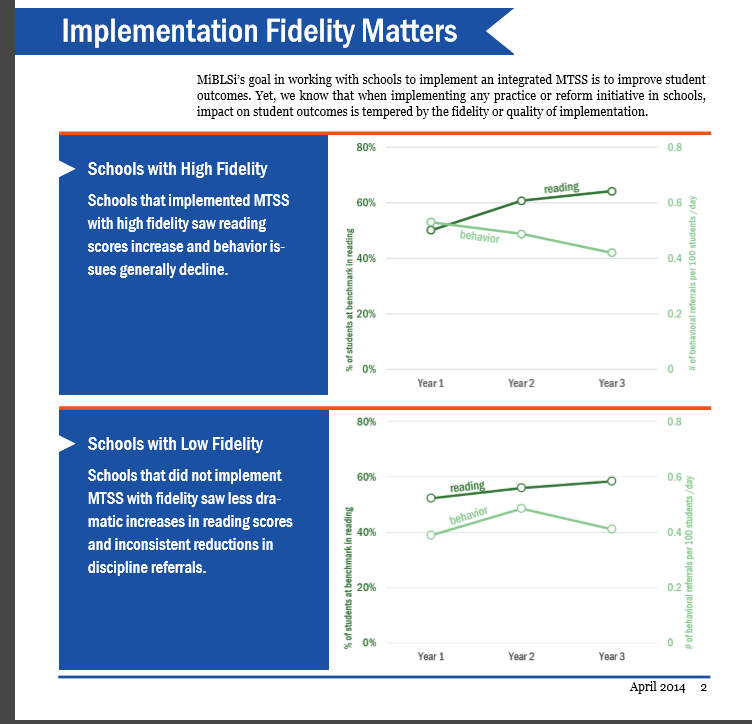 Implementation Fidelity Matters
MiBLSi's goal in working with schools to implement an integrated MTSS is to improve student
outcomes. Yet, we know that when implementing any practice or reform initiative in schools,
impact on student outcomes is tempered by the fidelity or quality of implementation.
Schools with High Fidelity
Schools that implemented MTSS
with high fidelity saw reading
scores increase and behavior is-
sues generally decline.
80%
60%
40%
20%
0%
% of students at benchmark in reading
reading
behavior
0.8
0.6
0.4
0.2
0
# of behavioral referrals per 100 students /day
Year 1
Year 2
Year 3
Schools with Low Fidelity
Schools that did not implement
MTSS with fidelity saw less dra-
matic increases in reading scores
and inconsistent reductions in
discipline referrals.
80%
60%
40%
20%
0%
% of students at benchmark in reading
reading
behavior
0.8
0.6
0.4
0.2
0
# of behavioral referrals per 100 students /day
Year 1
Year 2
Year 3
April 2014 2